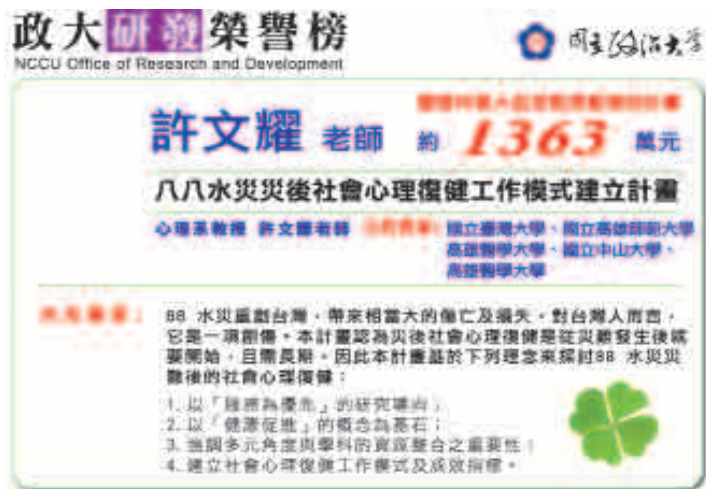 政大研發榮譽榜
NCCU Office of Research and Development
國立政治大學
許文耀 老師 約 1363 萬元
八八水災災後社會心理復健工作模式建立計畫
心理系教授 許文耀老師
國立臺灣大學、國立高雄師範大學
高雄醫學大學、國立中山大學、
高雄醫學大學
88 水災重創台灣,帶來相當大的傷亡及損失。對台灣人而言,
它是一項創傷。本計畫認為災後社會心理復健是從災難發生後就
要開始,且需長期。因此本計畫基於下列理念來探討88 水災災
難後的社會心理復健:
1. 以「服務為優先」的研究導向;
2. 以「健康促進」的概念為基石;
3. 強調多元角度與學科的資源整合之重要性;
4. 建立社會心理復健工作模式及成效指標。